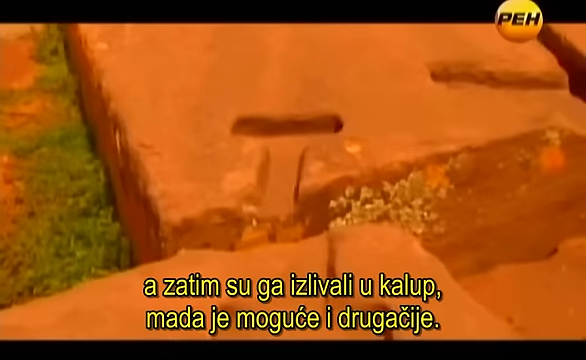 РЕН
a zatim su ga izlivali u kalup,
mada je moguće i drugačije.